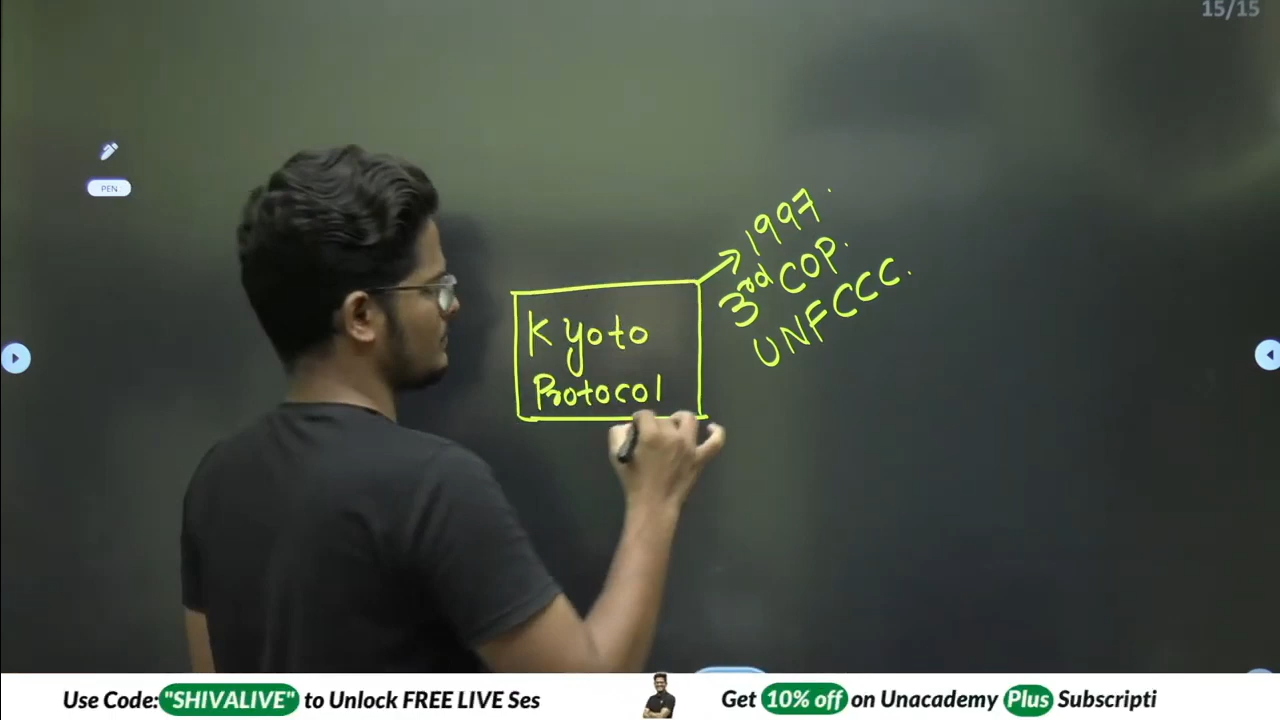 15/15
PEN
1997.
3rd COP.
UNFCCC.
Kyoto
Protocol
Use Code: "SHIVALIVE" to Unlock FREE LIVE Ses
Get 10% off on Unacademy Plus Subscripti